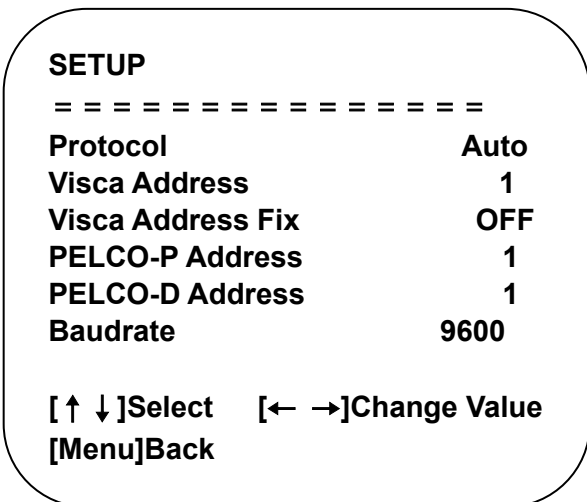 SETUP
= = = = = = = = = = = = = = =
Protocol Auto
Visca Address 1
Visca Address Fix OFF
PELCO-P Address 1
PELCO-D Address 1
Baudrate 9600
[↑ ↓]Select [← →]Change Value
[Menu]Back